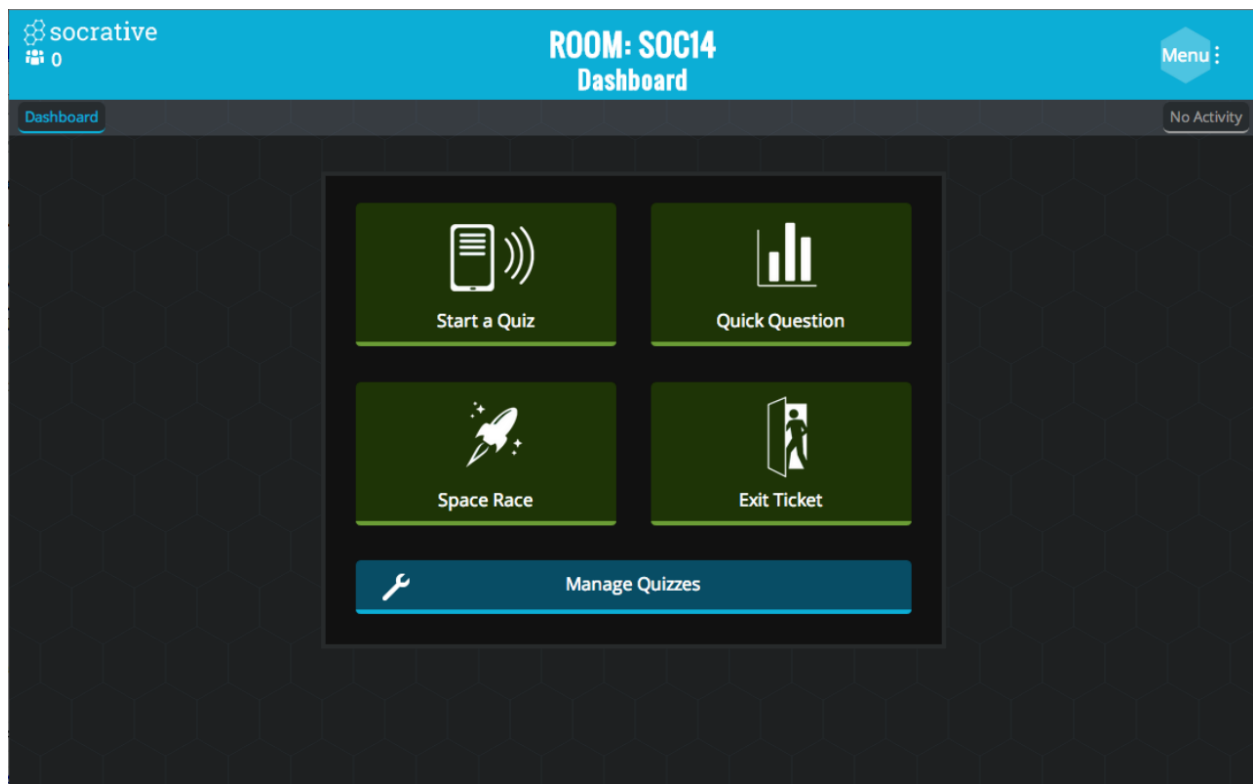 socrative
0
ROOM: SOC14
Dashboard
Menu
Dashboard
No Activity
Start a Quiz
Quick Question
Space Race
Exit Ticket
Manage Quizzes